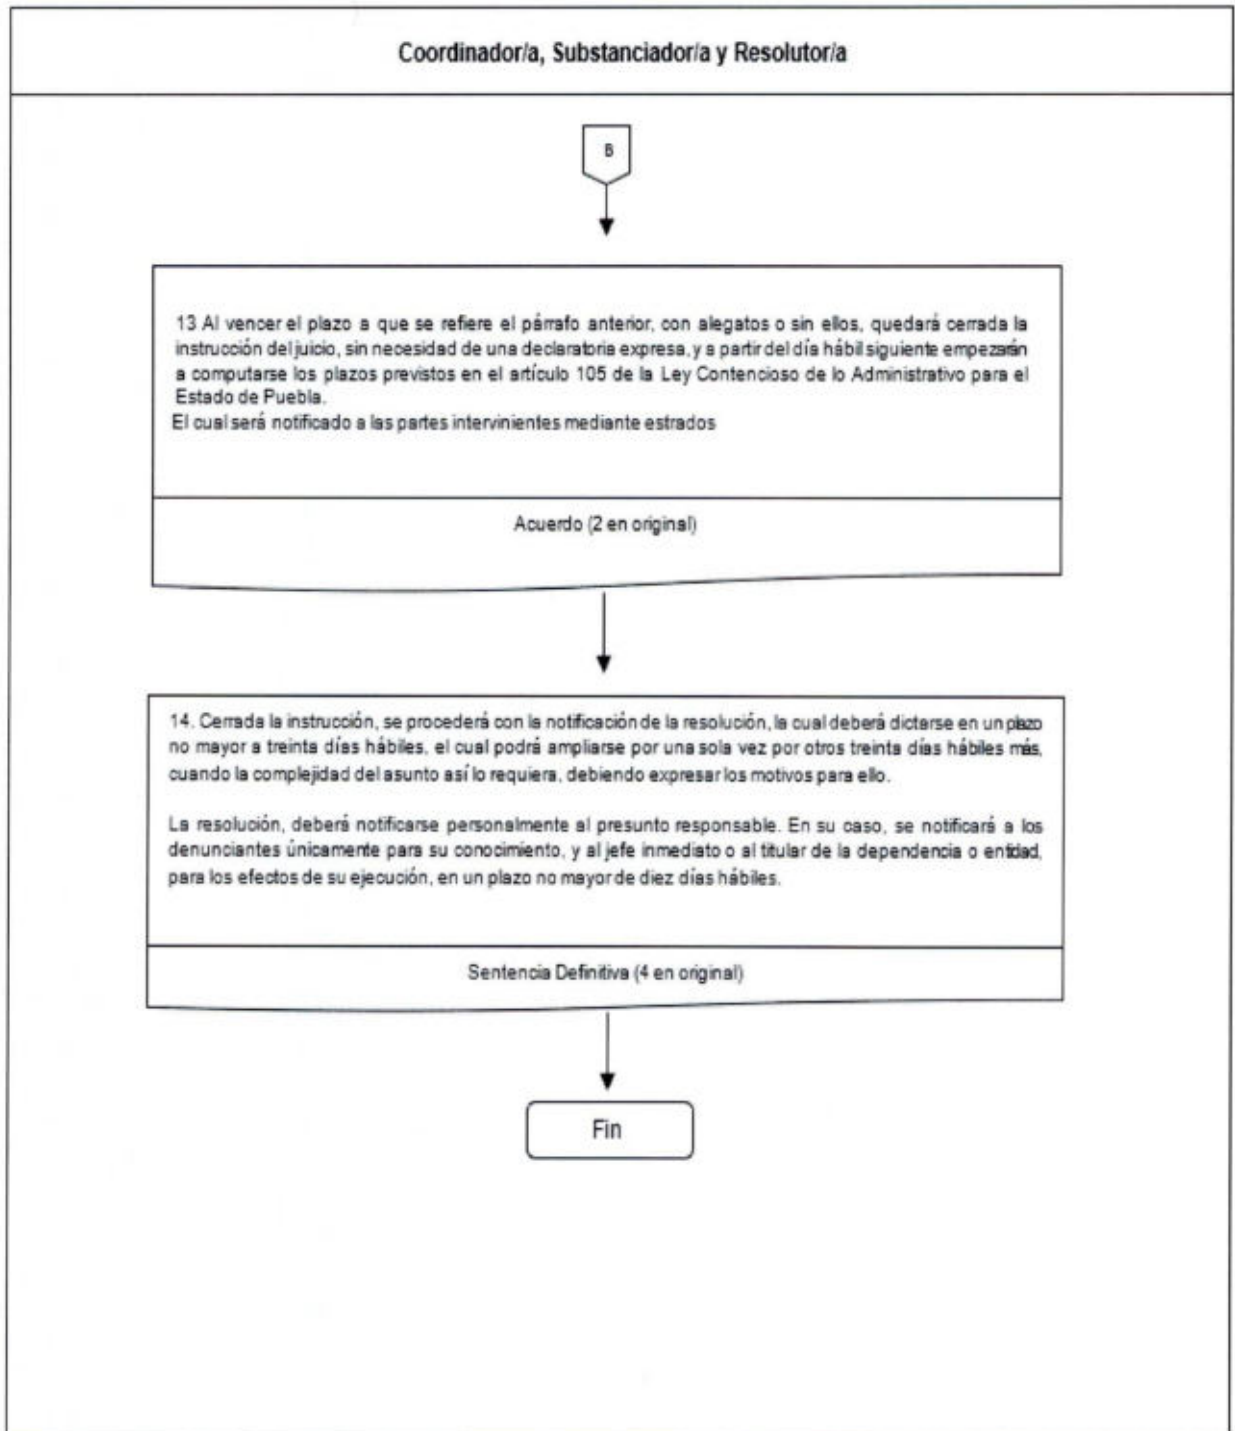 Coordinador/a, Substanciador/a y Resolutor/a
B
13 Al vencer el plazo a que se refiere el párrafo anterior, con alegatos o sin ellos, quedará cerrada la
instrucción del juicio, sin necesidad de una declaratoria expresa, y a partir del día hábil siguiente empezarán
a computarse los plazos previstos en el artículo 105 de la Ley Contencioso de lo Administrativo para el
Estado de Puebla.
El cual será notificado a las partes intervinientes mediante estrados
Acuerdo (2 en original)
14. Cerrada la instrucción, se procederá con la notificación de la resolución, la cual deberá dictarse en un plazo
no mayor a treinta días hábiles, el cual podrá ampliarse por una sola vez por otros treinta días hábiles más,
cuando la complejidad del asunto así lo requiera, debiendo expresar los motivos para ello.
La resolución, deberá notificarse personalmente al presunto responsable. En su caso, se notificará a los
denunciantes únicamente para su conocimiento, y al jefe inmediato o al titular de la dependencia o entidad,
para los efectos de su ejecución, en un plazo no mayor de diez días hábiles.
Sentencia Definitiva (4 en original)
Fin